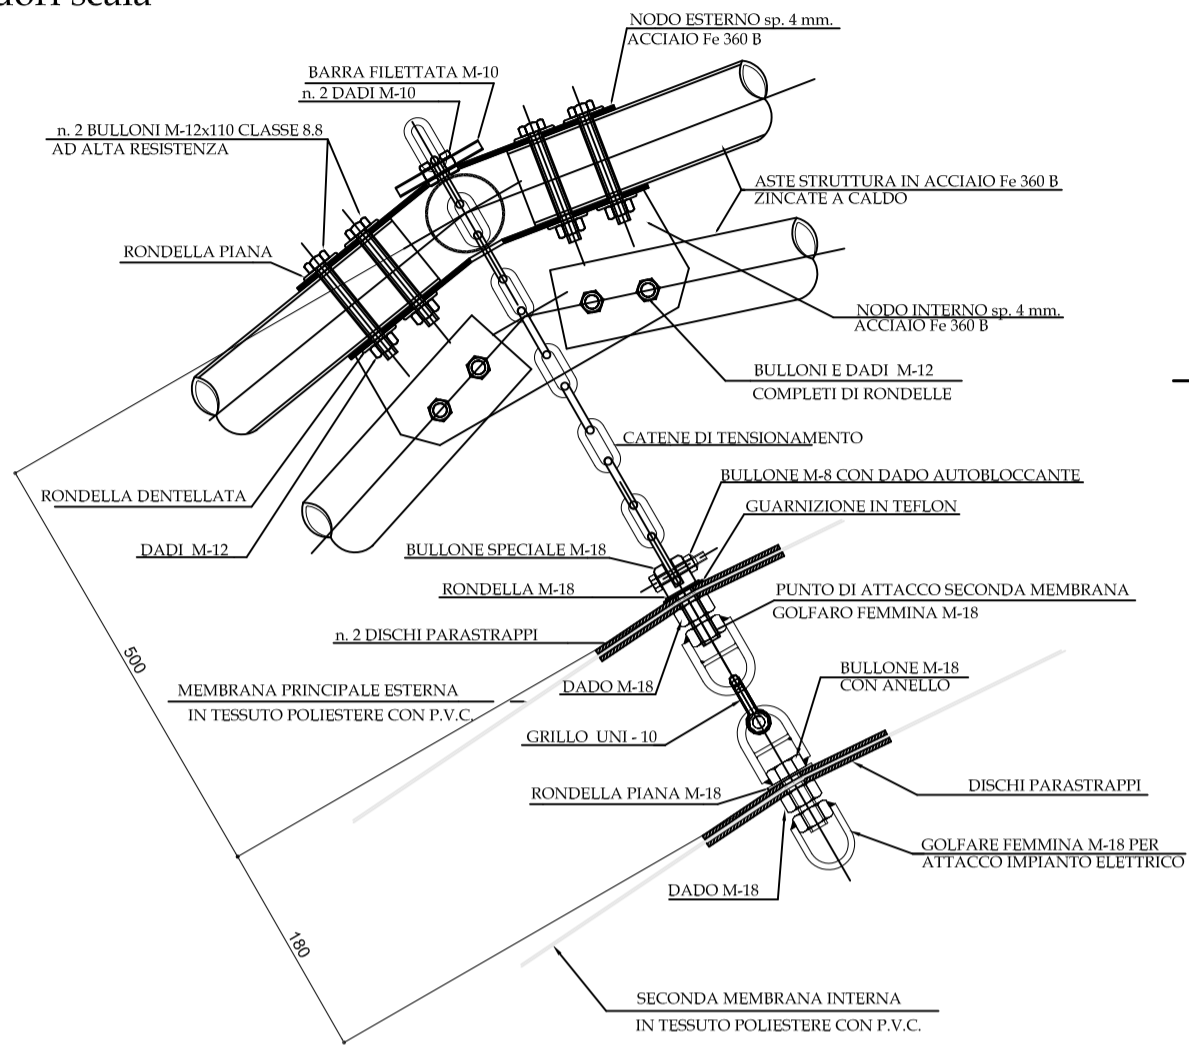 scala
NODO ESTERNO sp. 4 mm.
ACCIAIO Fe 360 B
BARRA FILETTATA M-10
n. 2 DADI M-10
n. 2 BULLONI M-12x110 CLASSE 8.8
AD ALTA RESISTENZA
ASTE STRUTTURA IN ACCIAIO Fe 360 B
ZINCATE A CALDO
RONDELLA PIANA
NODO INTERNO sp. 4 mm.
ACCIAIO Fe 360 B
BULLONI E DADI M-12
COMPLETI DI RONDELLE
CATENE DI TENSIONAMENTO
BULLONE M-8 CON DADO AUTOBLOCCANTE
RONDELLA DENTELLATA
GUARNIZIONE IN TEFLON
DADI M-12
BULLONE SPECIALE M-18
RONDELLA M-18
PUNTO DI ATTACCO SECONDA MEMBRANA
GOLFARO FEMMINA M-18
n. 2 DISCHI PARASTRAPPI
500
BULLONE M-18
CON ANELLO
DADO M-18
MEMBRANA PRINCIPALE ESTERNA
IN TESSUTO POLIESTERE CON P.V.C.
GRILLO UNI - 10
DISCHI PARASTRAPPI
RONDELLA PIANA M-18
GOLFARE FEMMINA M-18 PER
ATTACCO IMPIANTO ELETTRICO
DADO M-18
180
SECONDA MEMBRANA INTERNA
IN TESSUTO POLIESTERE CON P.V.C.